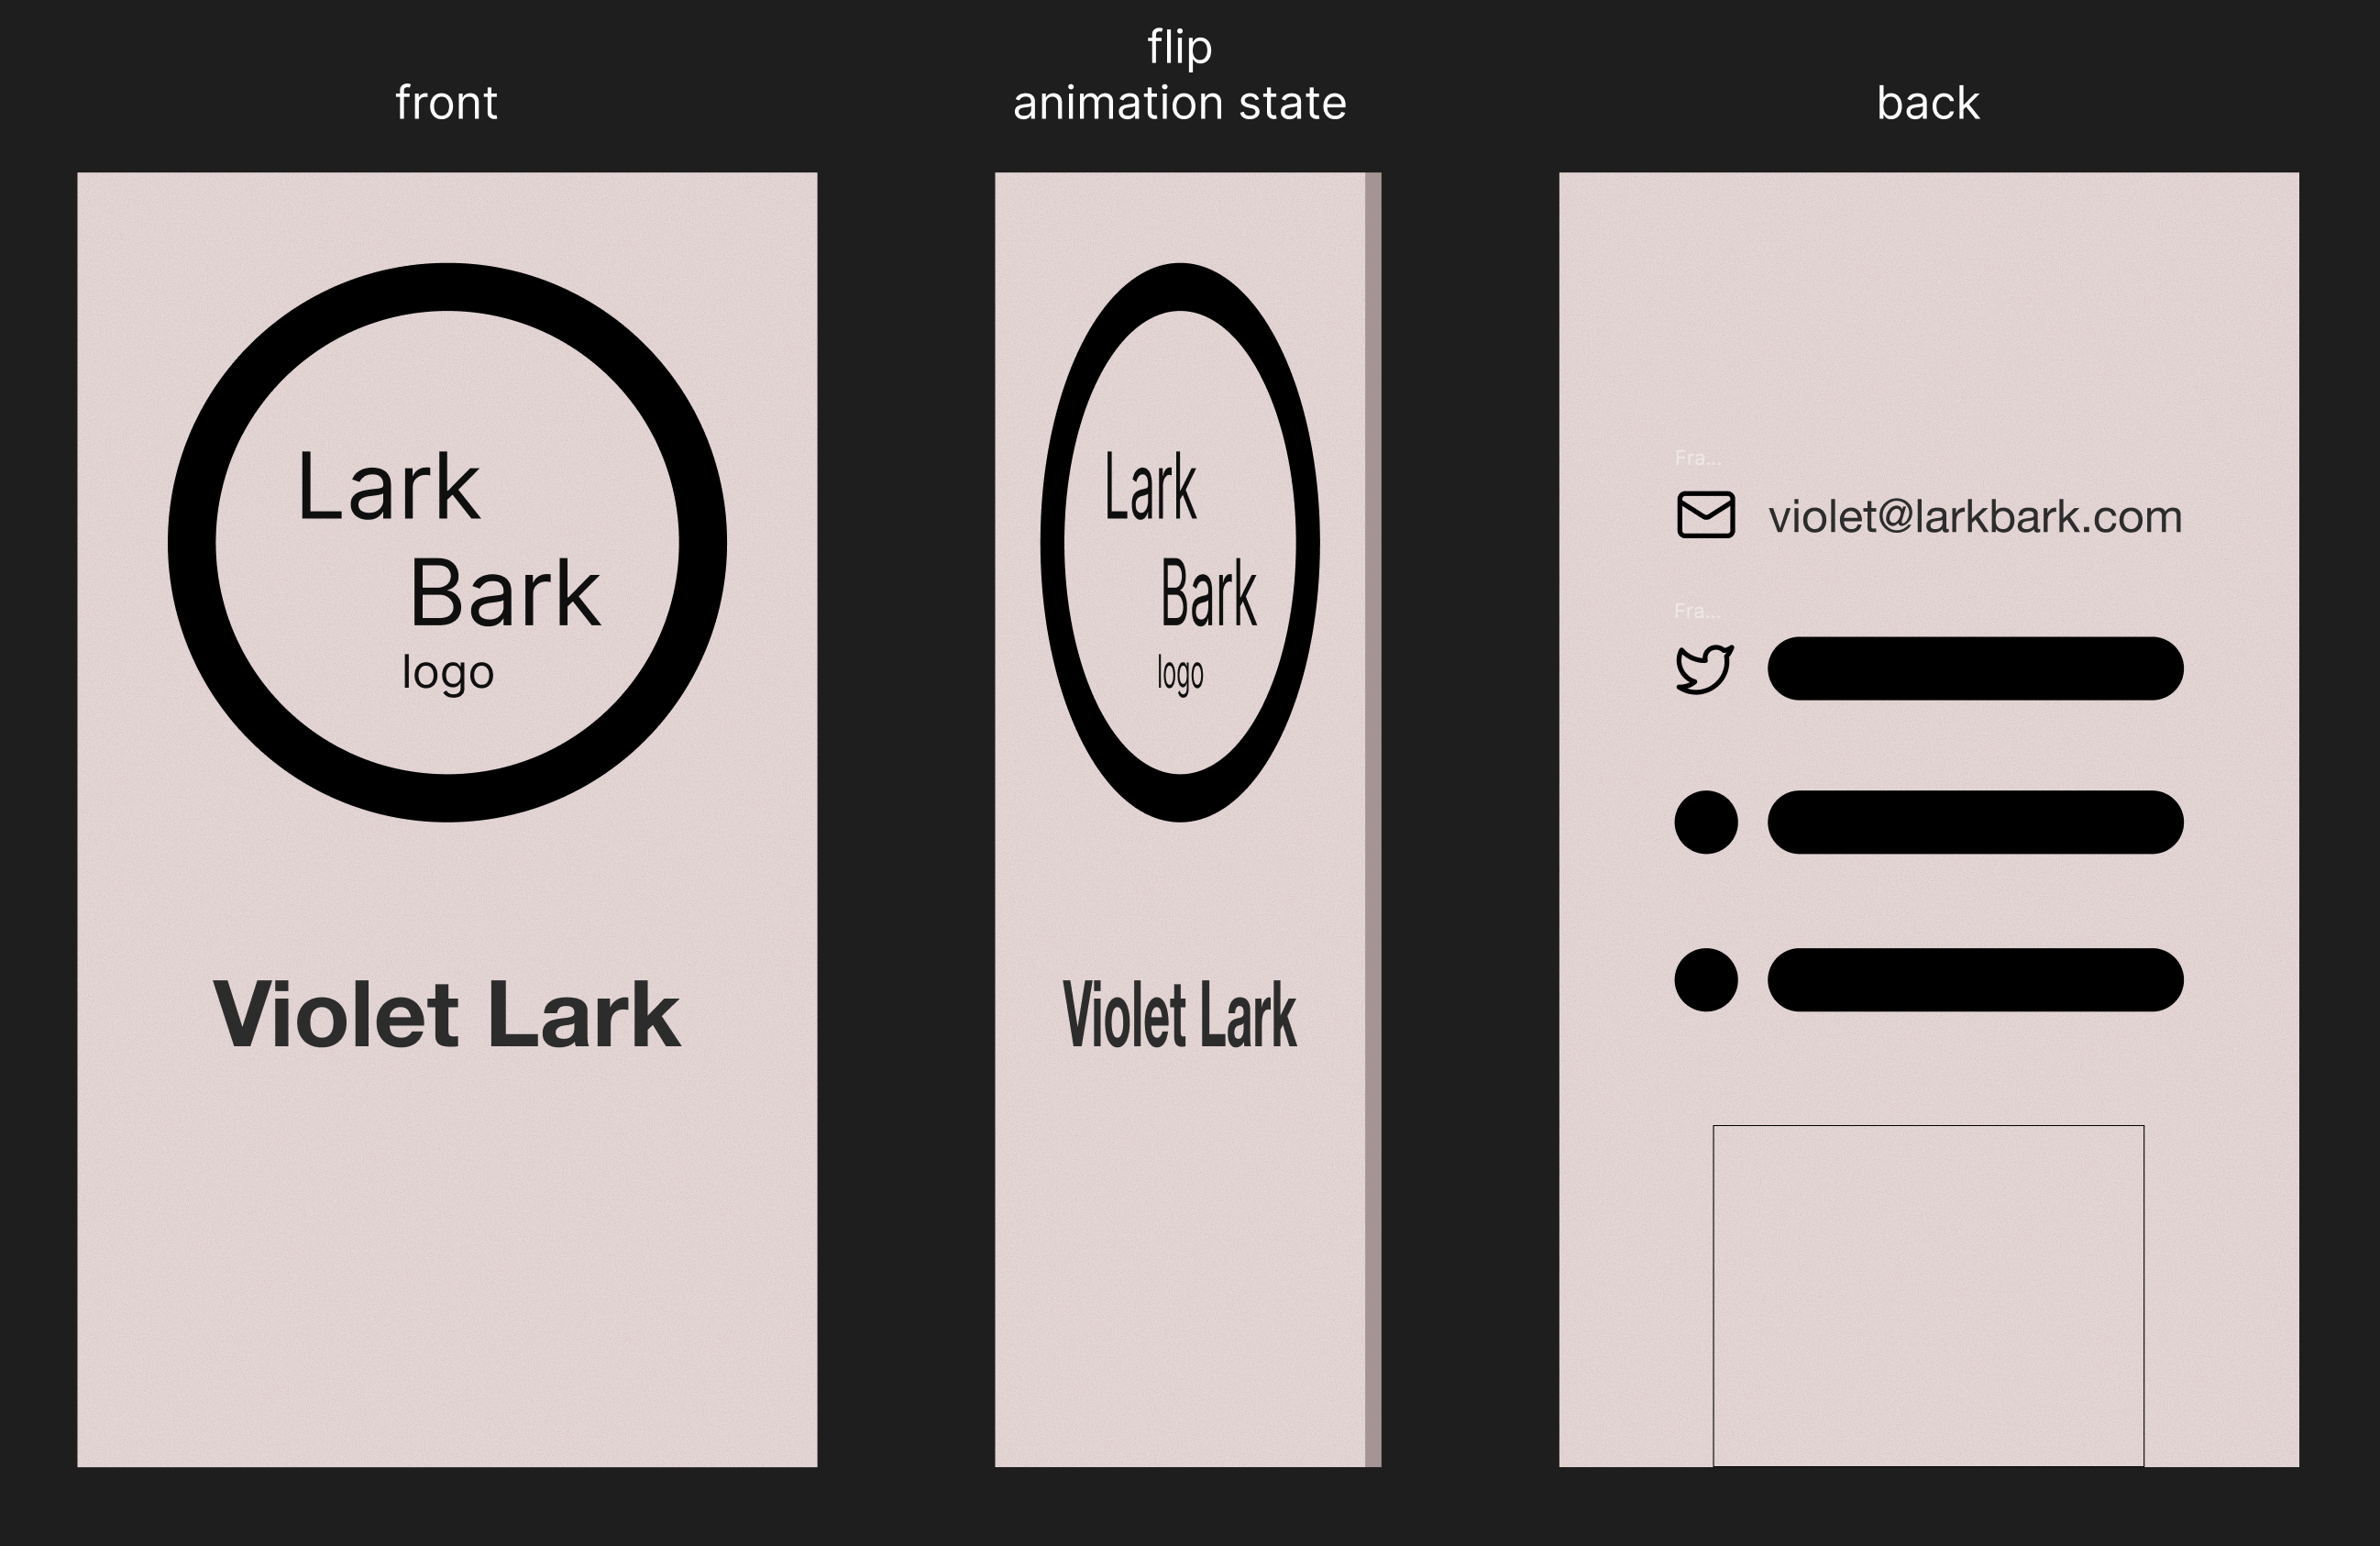 front
flip
animation state
back
Lark
Bark
logo
Violet Lark
Lark
Bark
logo
Violet Lark
Fra...
violet@larkbark.com
Fra...